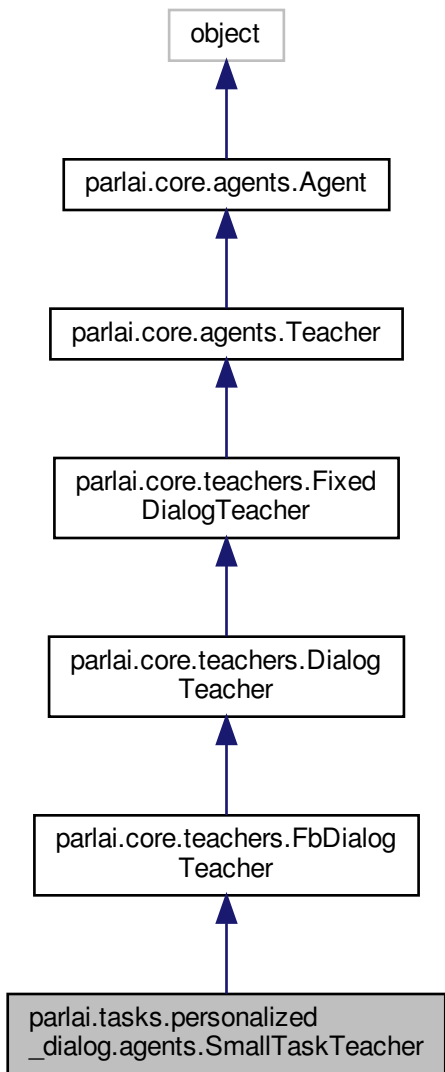 object
parlai.core.agents.Agent
parlai.core.agents.Teacher
parlai.core.teachers.Fixed
DialogTeacher
parlai.core.teachers.Dialog
Teacher
parlai.core.teachers.FbDialog
Teacher
parlai.tasks.personalized
_dialog.agents.SmallTaskTeacher